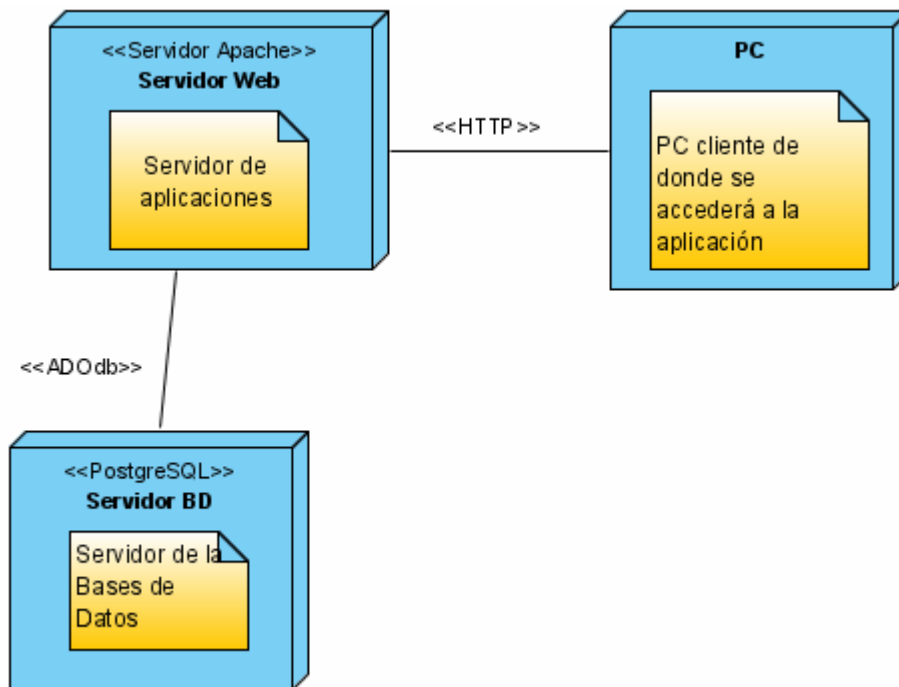 <<Servidor Apache>>
Servidor Web
Servidor de
aplicaciones
<<HTTP>>
PC
PC cliente de
donde se
accederá a la
aplicación
<<ADOdb>>
<<PostgreSQL>>
Servidor BD
Servidor de la
Bases de
Datos